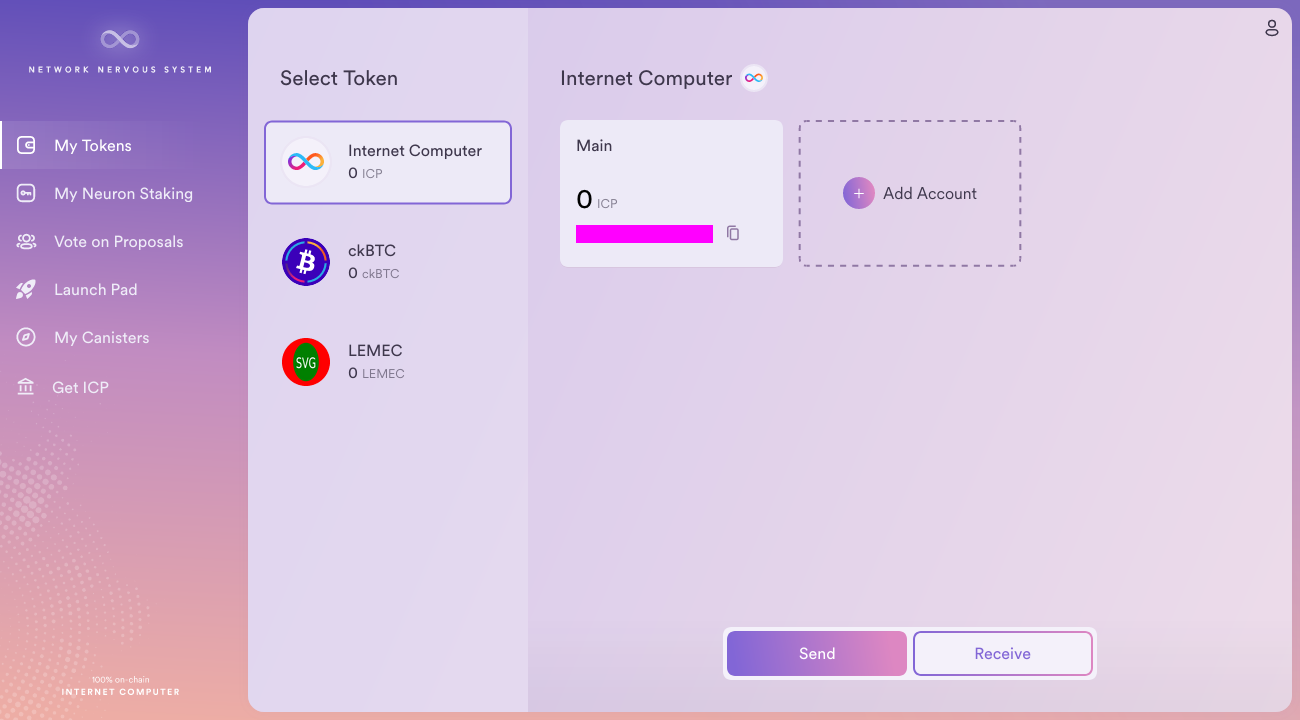 NETWORK NERVOUS SYSTEM
My Tokens
My Neuron Staking
Vote on Proposals
Launch Pad
My Canisters
Get ICP
100% on-chain
INTERNET COMPUTER
Select Token
Internet Computer
0 ICP
ckBTC
0 ckBTC
SVG
LEMEC
0 LEMEC
Internet Computer
Main
0 ICP
+ Add Account
Send
Receive